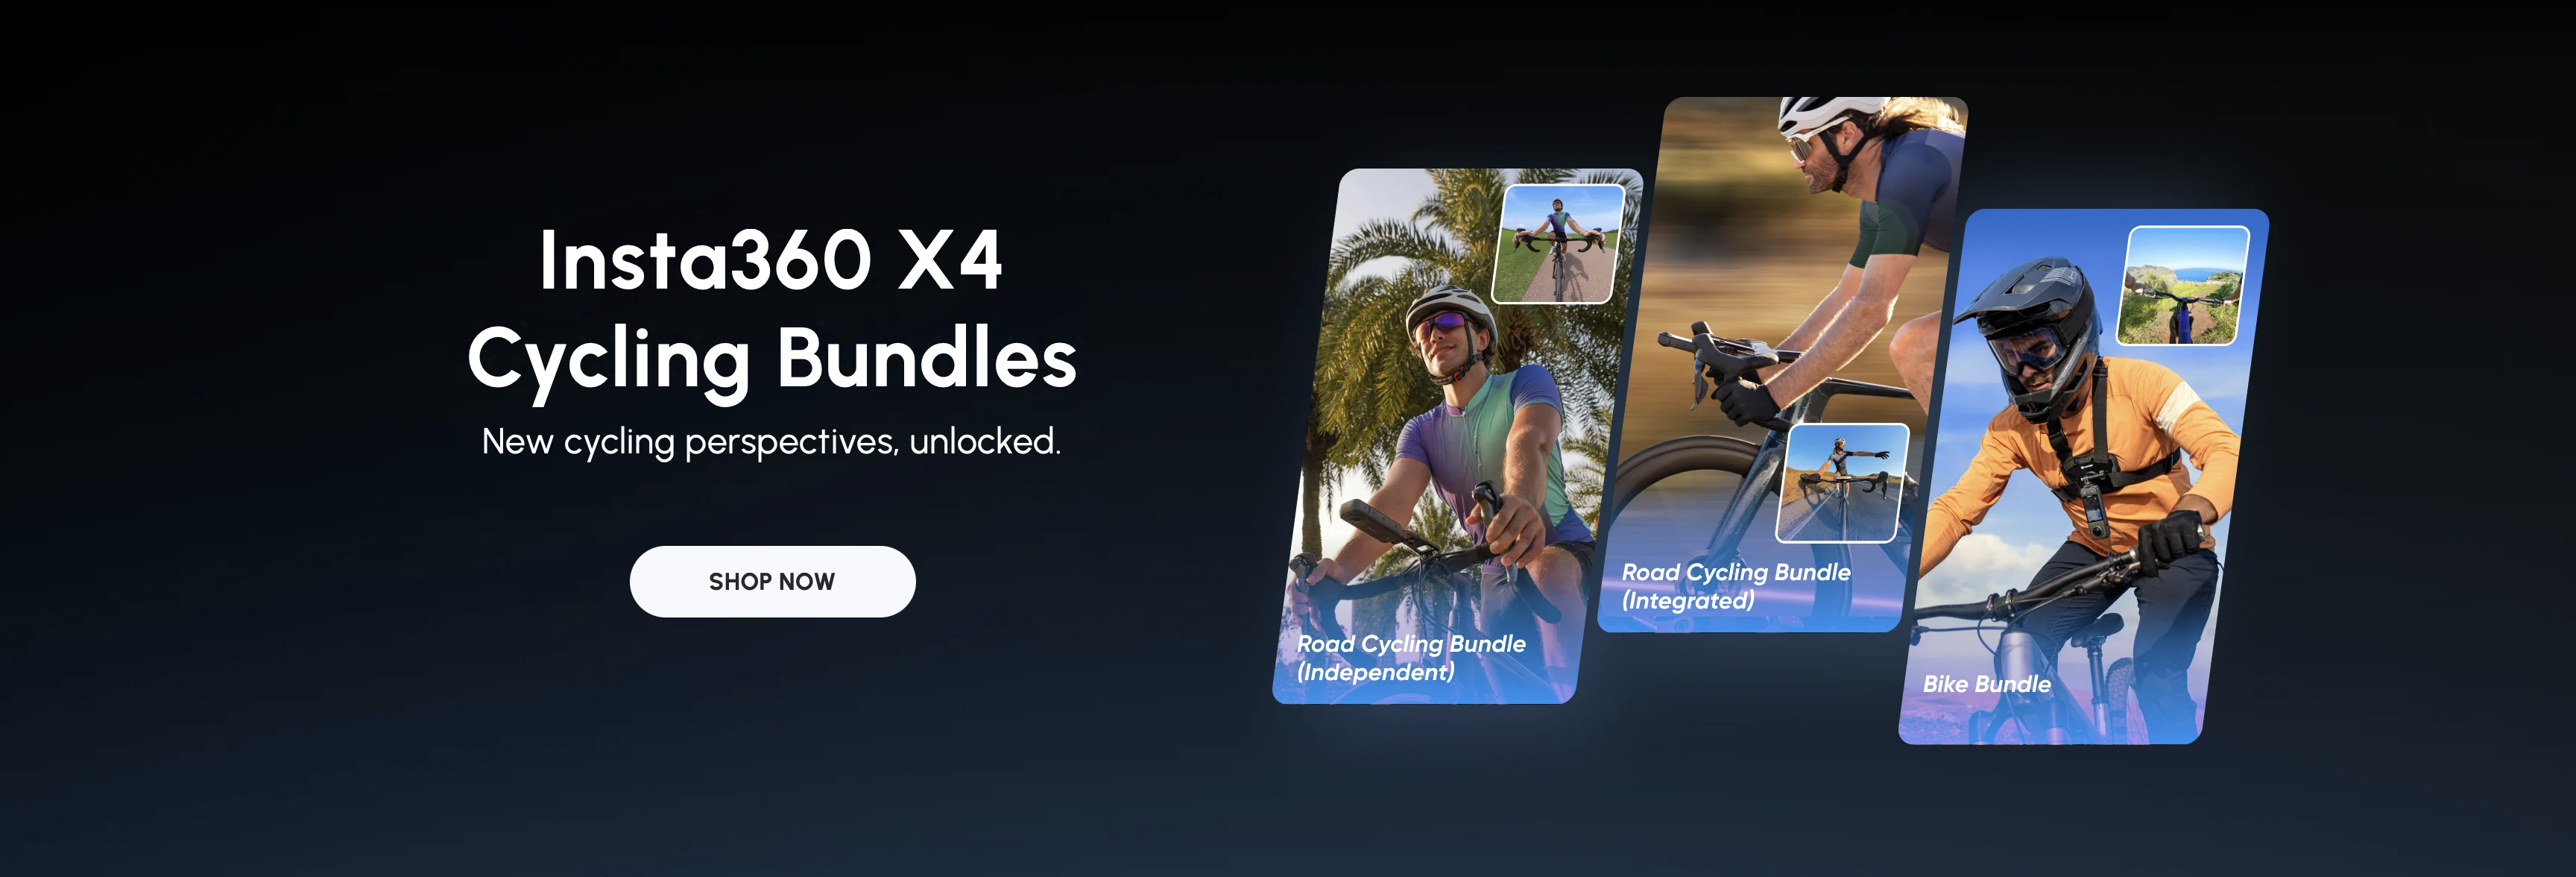 Insta360 X4
Cycling Bundles
New cycling perspectives, unlocked.
SHOP NOW
Road Cycling Bundle
(Independent)
Road Cycling Bundle
(Integrated)
Bike Bundle